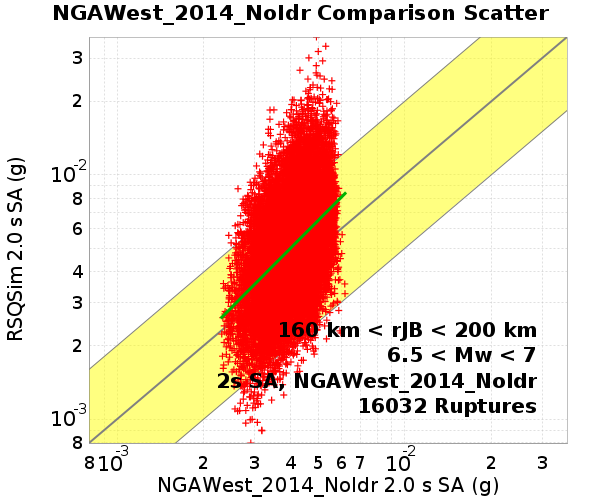 NGAWest_2014_NoIdr Comparison Scatter
RSQSim 2.0 s SA (g)
3
2
10-2
8
6
4
3
2
10-3
8
160 km < rJB < 200 km
6.5 < Mw < 7
2s SA, NGAWest_2014_NoIdr
16032 Ruptures
8 10-3 2 3 4 5 6 7 10-2 2 3
NGAWest_2014_NoIdr 2.0 s SA (g)